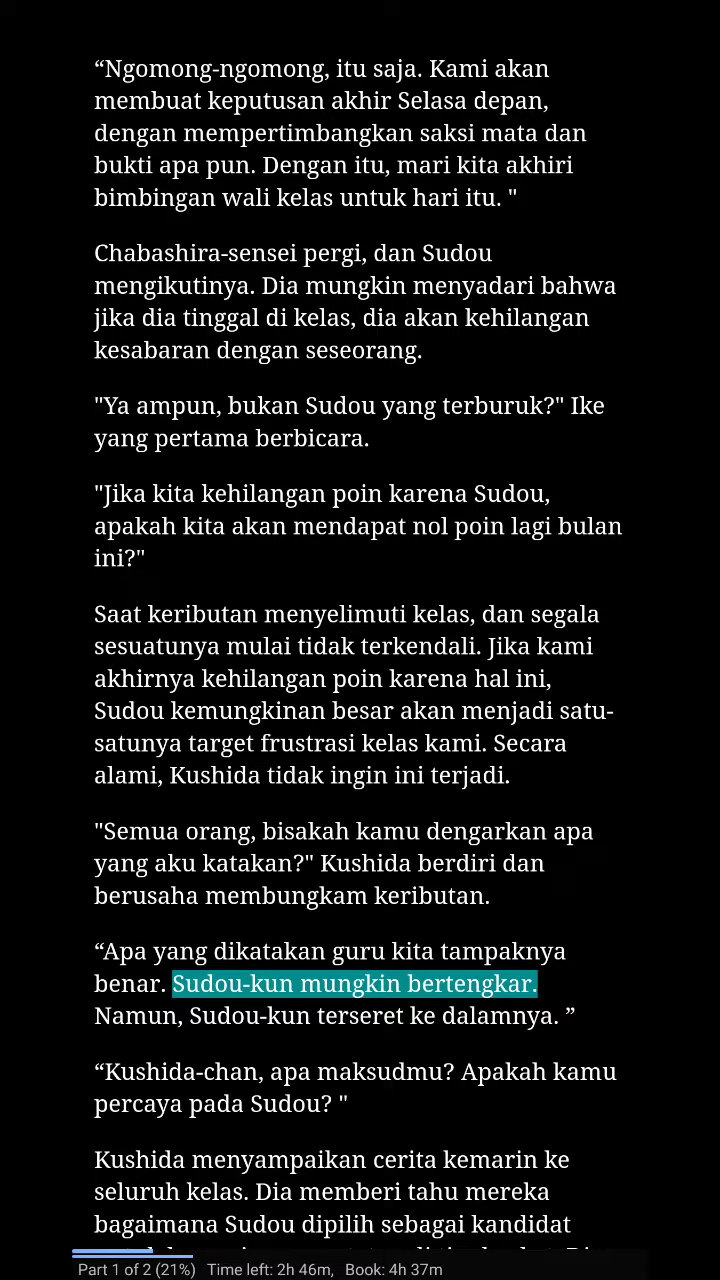 “Ngomong-ngomong, itu saja. Kami akan
membuat keputusan akhir Selasa depan,
dengan mempertimbangkan saksi mata dan
bukti apa pun. Dengan itu, mari kita akhiri
bimbingan wali kelas untuk hari itu. "
Chabashira-sensei pergi, dan Sudou
mengikutinya. Dia mungkin menyadari bahwa
jika dia tinggal di kelas, dia akan kehilangan
kesabaran dengan seseorang.
"Ya ampun, bukan Sudou yang terburuk?" Ike
yang pertama berbicara.
"Jika kita kehilangan poin karena Sudou,
apakah kita akan mendapat nol poin lagi bulan
ini?"
Saat keributan menyelimuti kelas, dan segala
sesuatunya mulai tidak terkendali. Jika kami
akhirnya kehilangan poin karena hal ini,
Sudou kemungkinan besar akan menjadi satu-
satunya target frustrasi kelas kami. Secara
alami, Kushida tidak ingin ini terjadi.
"Semua orang, bisakah kamu dengarkan apa
yang aku katakan?" Kushida berdiri dan
berusaha membungkam keributan.
“Apa yang dikatakan guru kita tampaknya
benar. Sudou-kun mungkin bertengkar.
Namun, Sudou-kun terseret ke dalamnya. ”
“Kushida-chan, apa maksudmu? Apakah kamu
percaya pada Sudou? "
Kushida menyampaikan cerita kemarin ke
seluruh kelas. Dia memberi tahu mereka
bagaimana Sudou dipilih sebagai kandidat
Part 1 of 2 (21%) Time left: 2h 46m, Book: 4h 37m